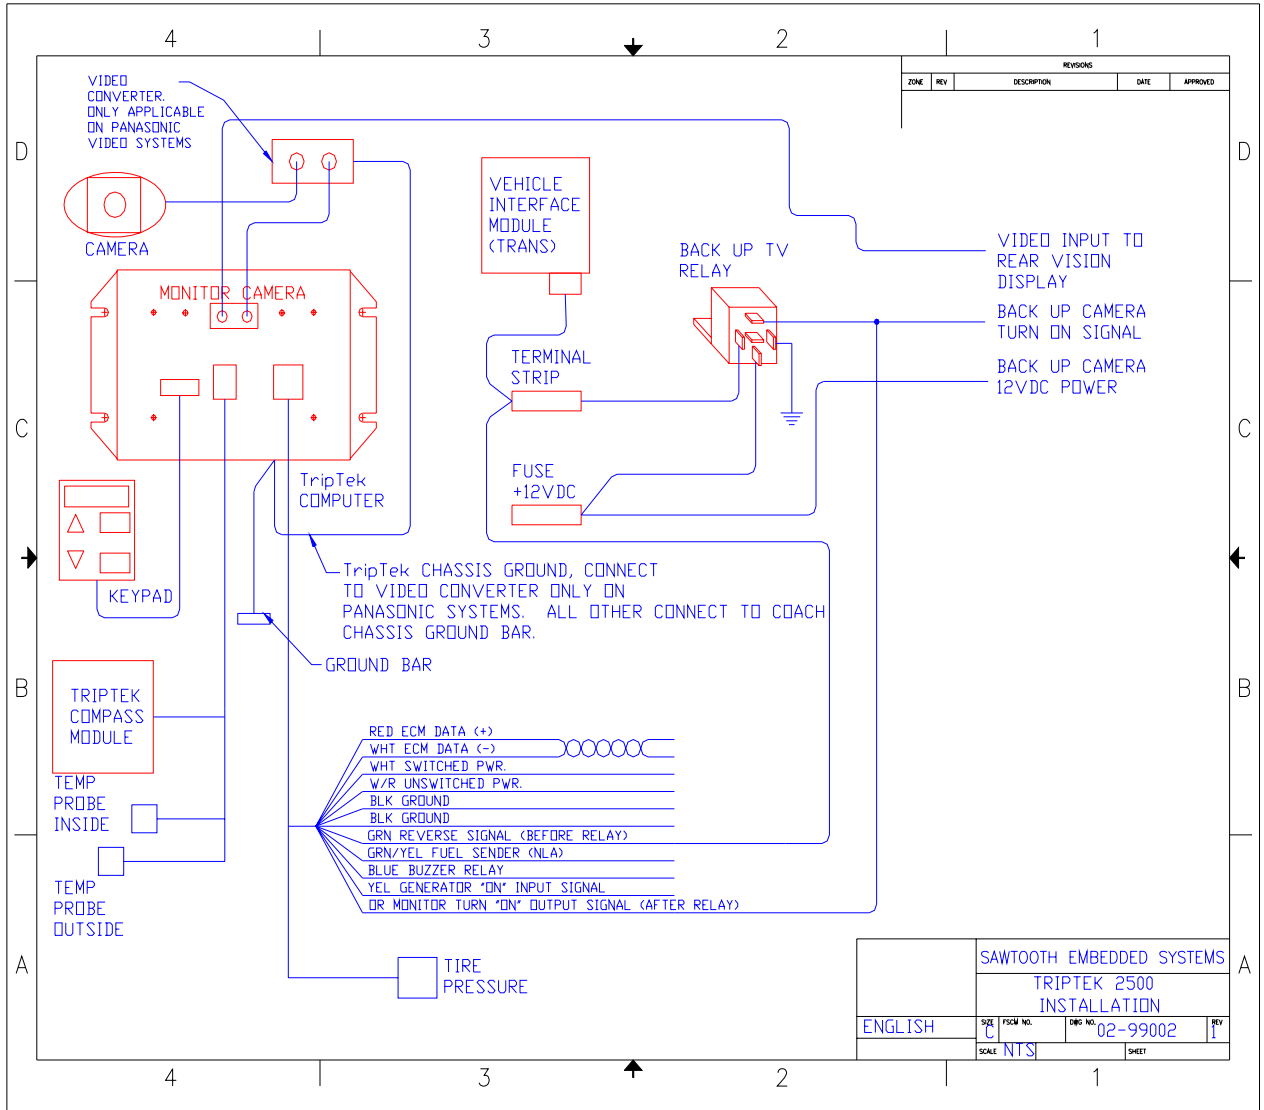 4 3 2 1
REVISIONS
ZONE REV DESCRIPTION DATE APPROVED
D D
VIDEO
CONVERTER.
ONLY APPLICABLE
ON PANASONIC
VIDEO SYSTEMS
CAMERA
VEHICLE
INTERFACE
MODULE
(TRANS)
BACK UP TV
RELAY
VIDEO INPUT TO
REAR VISION
DISPLAY
BACK UP CAMERA
TURN ON SIGNAL
BACK UP CAMERA
12VDC POWER
MONITOR CAMERA
TERMINAL
STRIP
C C
FUSE
+12VDC
TripTek
COMPUTER
KEYPAD
TripTek CHASSIS GROUND, CONNECT
TO VIDEO CONVERTER ONLY ON
PANASONIC SYSTEMS. ALL OTHER CONNECT TO COACH
CHASSIS GROUND BAR.
GROUND BAR
B B
TRIPTEK
COMPASS
MODULE
TEMP
PROBE
INSIDE
TEMP
PROBE
OUTSIDE
RED ECM DATA (+)
WHT ECM DATA (-)
WHT SWITCHED PWR.
W/R UNSWITCHED PWR.
BLK GROUND
BLK GROUND
GRN REVERSE SIGNAL (BEFORE RELAY)
GRN/YEL FUEL SENDER (NLA)
BLUE BUZZER RELAY
YEL GENERATOR "ON" INPUT SIGNAL
OR MONITOR TURN "ON" OUTPUT SIGNAL (AFTER RELAY)
TIRE
PRESSURE
A A
SAWTOOTH EMBEDDED SYSTEMS
TRIPTEK 2500
INSTALLATION
ENGLISH
SIZE C FSCM NO. DWG NO. 02-99002 REV 1
SCALE NTS SHEET
4 3 2 1